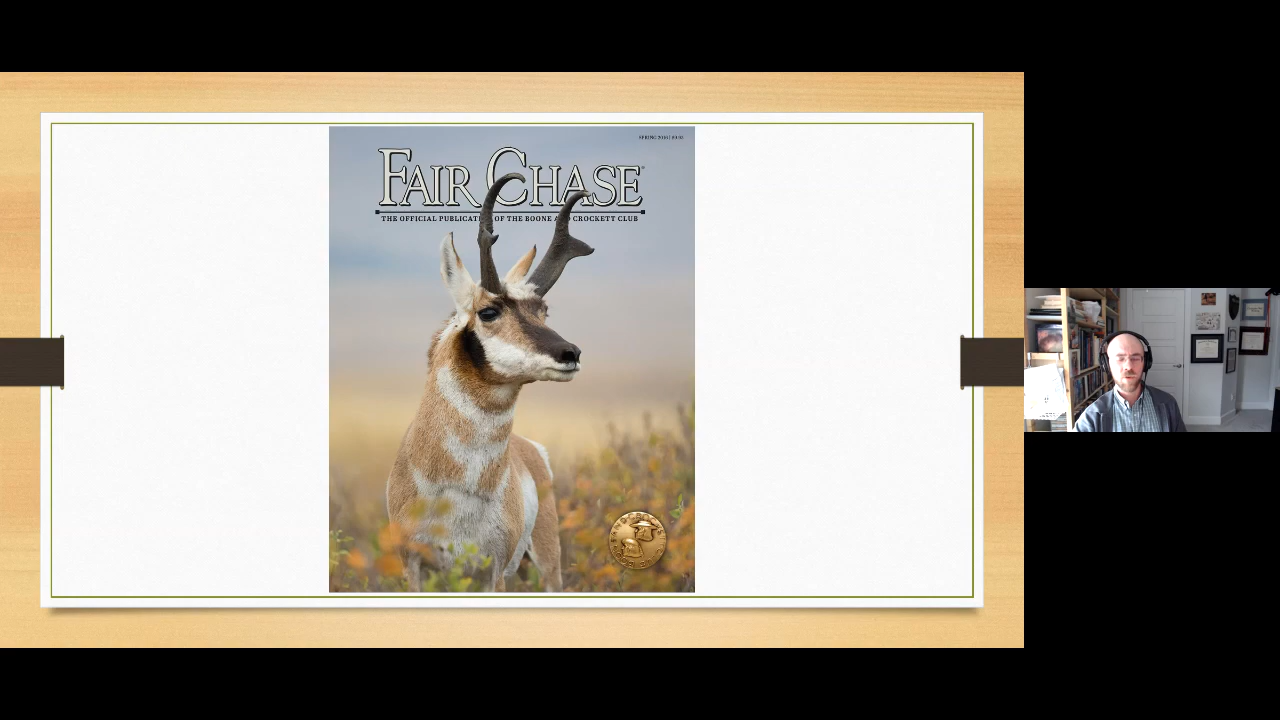 FAIR CHASE
THE OFFICIAL PUBLICATION OF THE BOONE AND CROCKETT CLUB